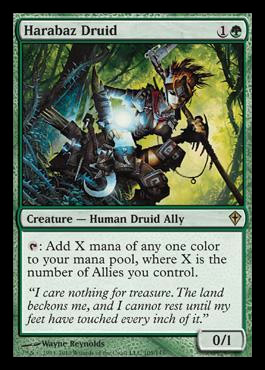 Harabaz Druid 1
Creature — Human Druid Ally
: Add X mana of any one color
to your mana pool, where X is the
number of Allies you control.
“I care nothing for treasure. The land
beckons me, and I cannot rest until my
feet have touched every inch of it.”
Wayne Reynolds
0/1